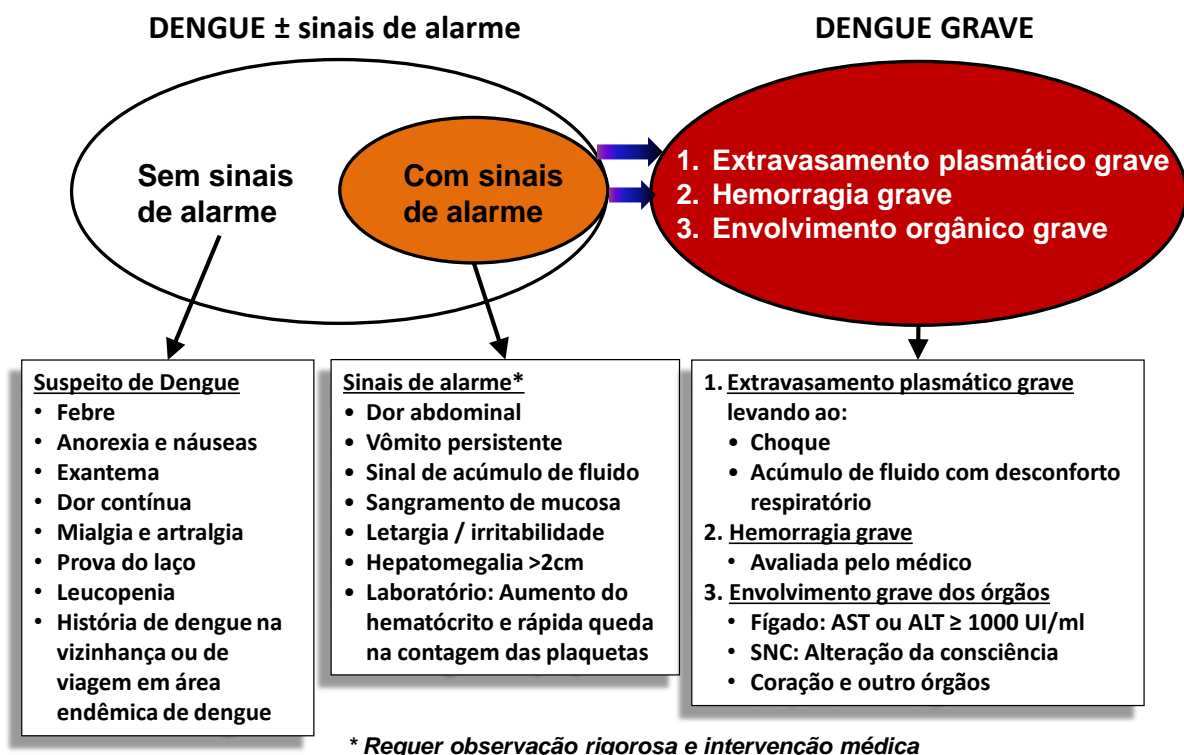 DENGUE ± sinais de alarme
DENGUE GRAVE
Sem sinais
de alarme
Com sinais
de alarme
1. Extravasamento plasmático grave
2. Hemorragia grave
3. Envolvimento orgânico grave
Suspeito de Dengue
• Febre
• Anorexia e náuseas
• Exantema
• Dor contínua
• Mialgia e artralgia
• Prova do laço
• Leucopenia
• História de dengue na
vizinhança ou de
viagem em área
endêmica de dengue
Sinais de alarme*
• Dor abdominal
• Vômito persistente
• Sinal de acúmulo de fluido
• Sangramento de mucosa
• Letargia / irritabilidade
• Hepatomegalia >2cm
• Laboratório: Aumento do
hematócrito e rápida queda
na contagem das plaquetas
1. Extravasamento plasmático grave
levando ao:
• Choque
• Acúmulo de fluido com desconforto
respiratório
2. Hemorragia grave
• Avaliada pelo médico
3. Envolvimento grave dos órgãos
• Fígado: AST ou ALT ≥ 1000 UI/ml
• SNC: Alteração da consciência
• Coração e outro órgãos
* Requer observação rigorosa e intervenção médica